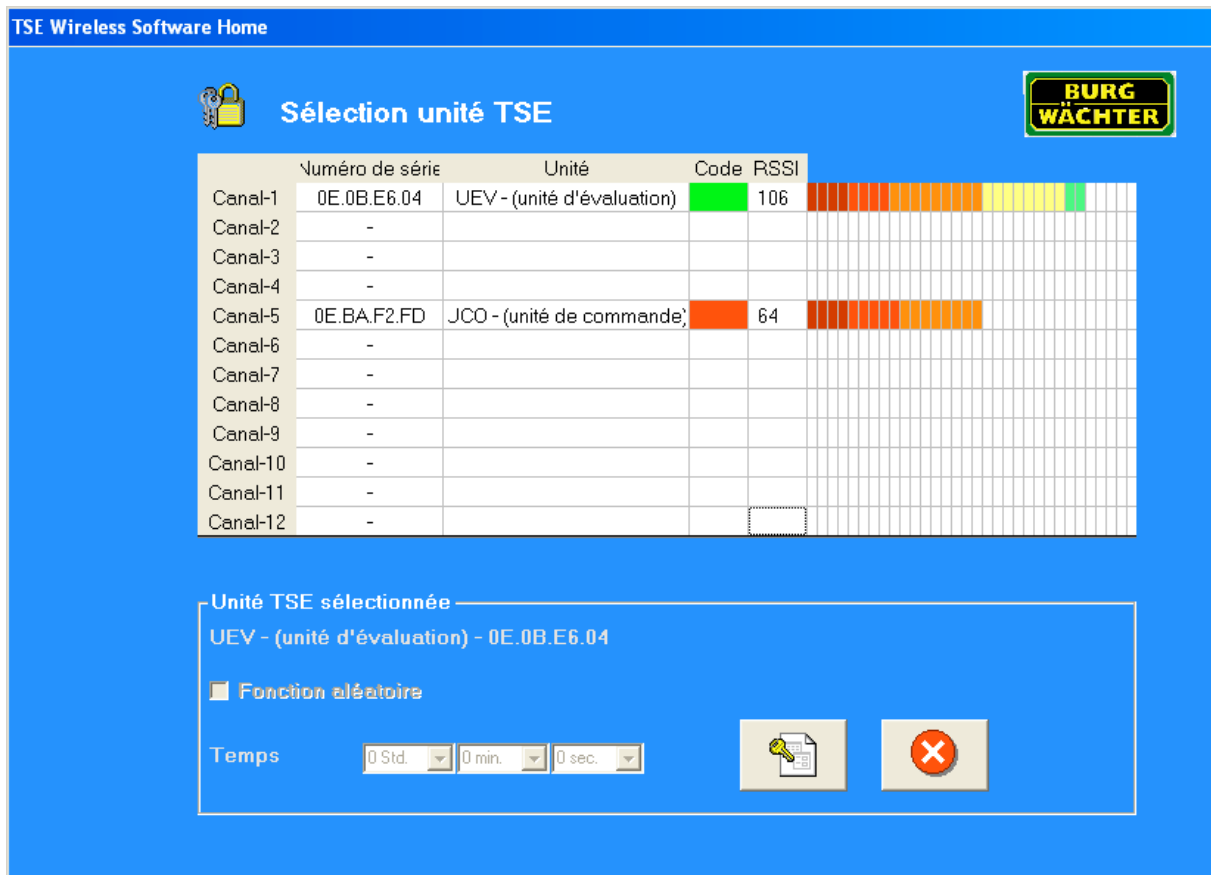 TSE Wireless Software Home
Sélection unité TSE
BURG
WÄCHTER
Numéro de série Unité Code RSSI
Canal-1 0E.0B.E6.04 UEV - (unité d'évaluation) 106
Canal-2 -
Canal-3 -
Canal-4 -
Canal-5 0E.BA.F2.FD UCO - (unité de commande) 64
Canal-6 -
Canal-7 -
Canal-8 -
Canal-9 -
Canal-10 -
Canal-11 -
Canal-12 -
Unité TSE sélectionnée
UEV - (unité d'évaluation) - 0E.0B.E6.04
Fonction aléatoire
Temps 0 Std. 0 min. 0 sec.